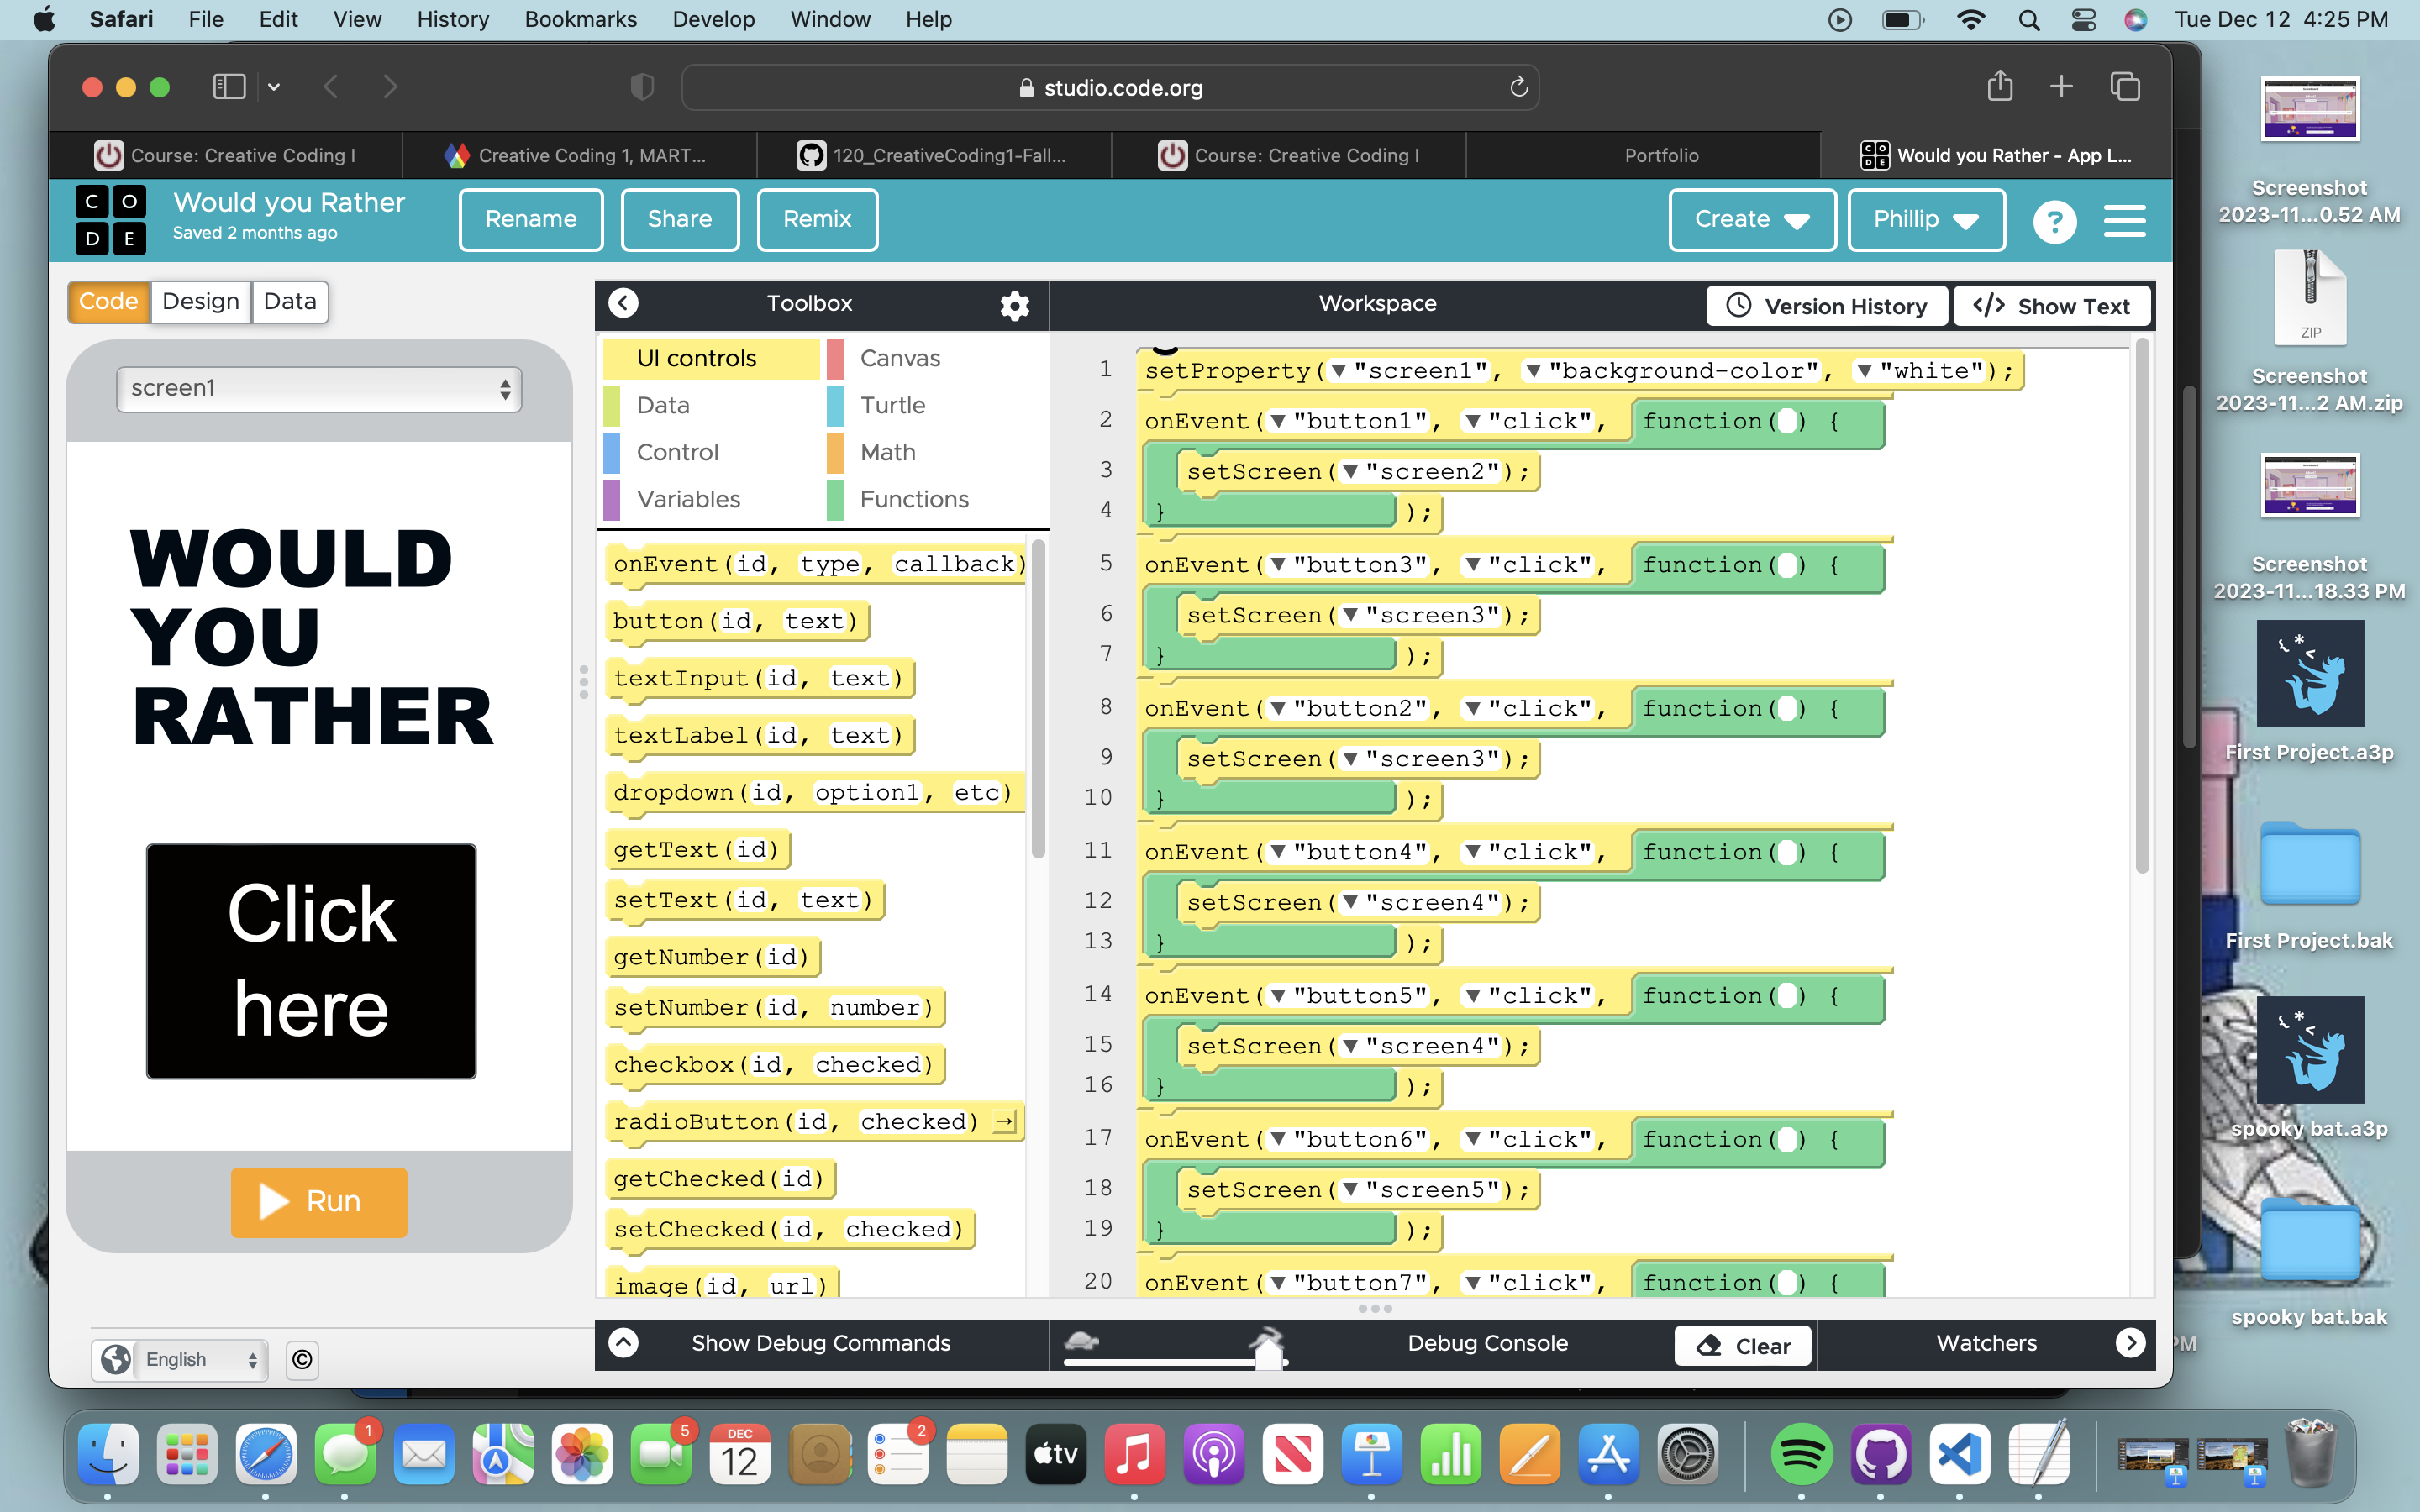 Safari File Edit View History Bookmarks Develop Window Help Tue Dec 12 4:25 PM
studio.code.org
Course: Creative Coding I
Creative Coding 1, MART...
120_CreativeCoding1-Fall...
Course: Creative Coding I
Portfolio
Would you Rather - App L...
C O D E
Would you Rather
Saved 2 months ago
Rename Share Remix Create Phillip ?
Code Design Data
screen1
WOULD
YOU
RATHER
Click
here
Run
English ©
Toolbox
UI controls Canvas
Data Turtle
Control Math
Variables Functions
onEvent(id, type, callback)
button(id, text)
textInput(id, text)
textLabel(id, text)
dropdown(id, option1, etc)
getText(id)
setText(id, text)
getNumber(id)
setNumber(id, number)
checkbox(id, checked)
radioButton(id, checked) →
getChecked(id)
setChecked(id, checked)
image(id, url)
Show Debug Commands
Workspace Version History </> Show Text
1 setProperty(▼"screen1", ▼"background-color", ▼"white");
2 onEvent(▼"button1", ▼"click", function() {
3 setScreen(▼"screen2");
4 } );
5 onEvent(▼"button3", ▼"click", function() {
6 setScreen(▼"screen3");
7 } );
8 onEvent(▼"button2", ▼"click", function() {
9 setScreen(▼"screen3");
10 } );
11 onEvent(▼"button4", ▼"click", function() {
12 setScreen(▼"screen4");
13 } );
14 onEvent(▼"button5", ▼"click", function() {
15 setScreen(▼"screen4");
16 } );
17 onEvent(▼"button6", ▼"click", function() {
18 setScreen(▼"screen5");
19 } );
20 onEvent(▼"button7", ▼"click", function() {
Debug Console Clear Watchers
Screenshot
2023-11...0.52 AM
ZIP
Screenshot
2023-11...2 AM.zip
Screenshot
2023-11...18.33 PM
First Project.a3p
First Project.bak
spooky bat.a3p
spooky bat.bak
PM
1
5
DEC
12
2
tv